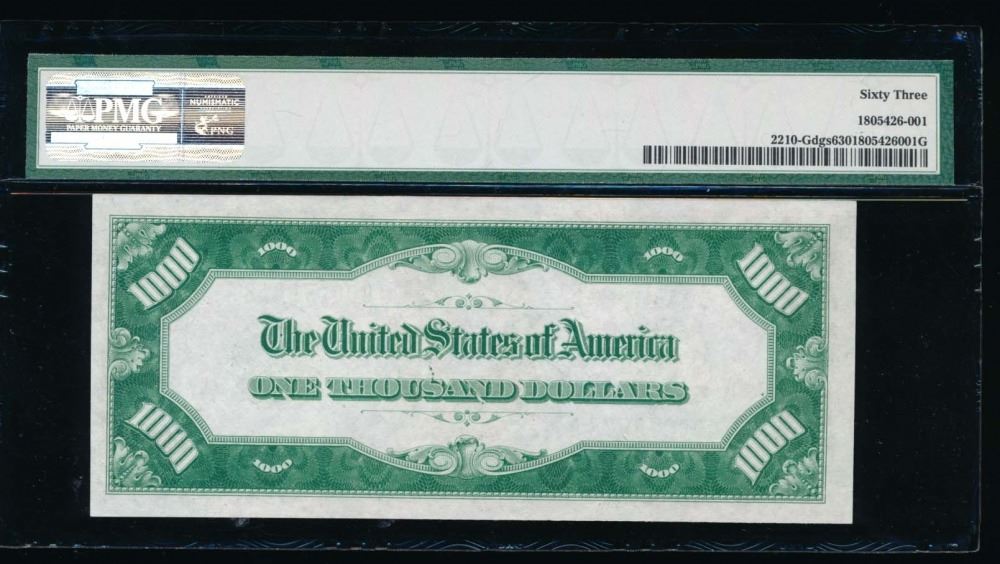 PMG
PAPER MONEY GUARANTY
NUMISMATIC
PNG
Sixty Three
1805426-001
2210-Gdgs6301805426001G
1000 1000 1000 1000
The United States of America
ONE THOUSAND DOLLARS
1000 1000 1000 1000